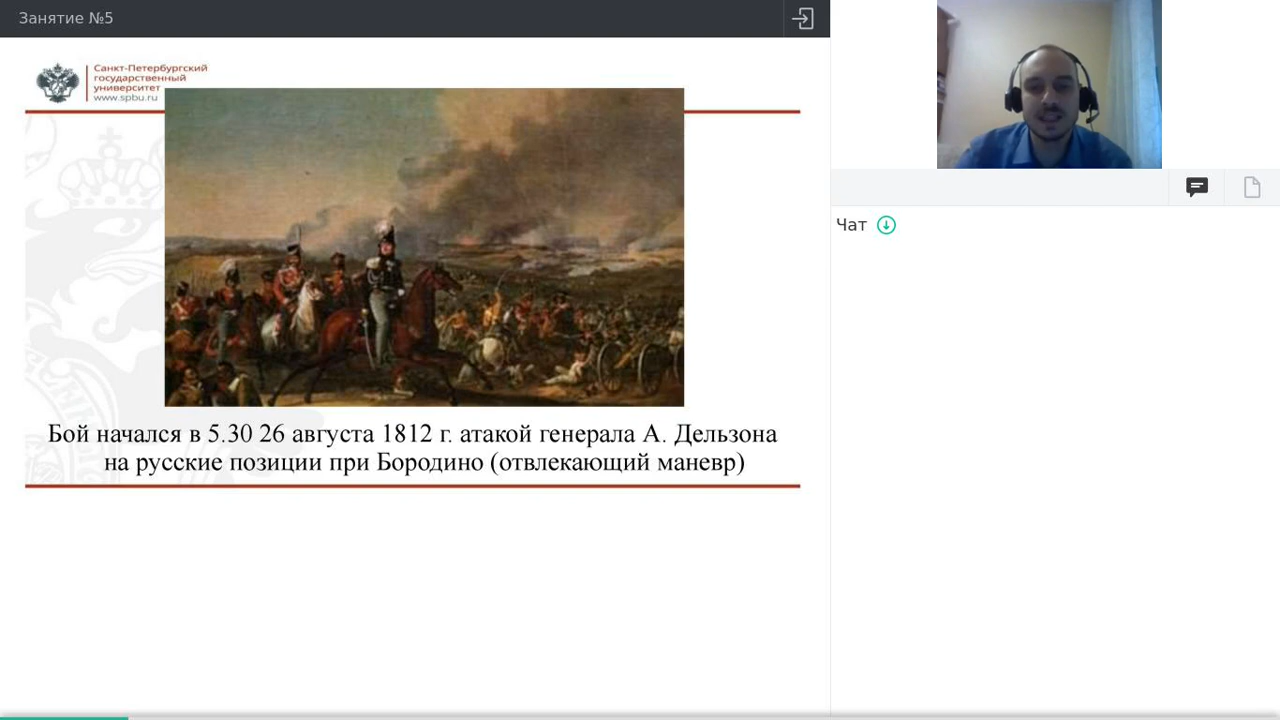 Занятие №5
Санкт-Петербургский
государственный
университет
www.spbu.ru
Бой начался в 5.30 26 августа 1812 г. атакой генерала А. Дельзона
на русские позиции при Бородино (отвлекающий маневр)
Чат